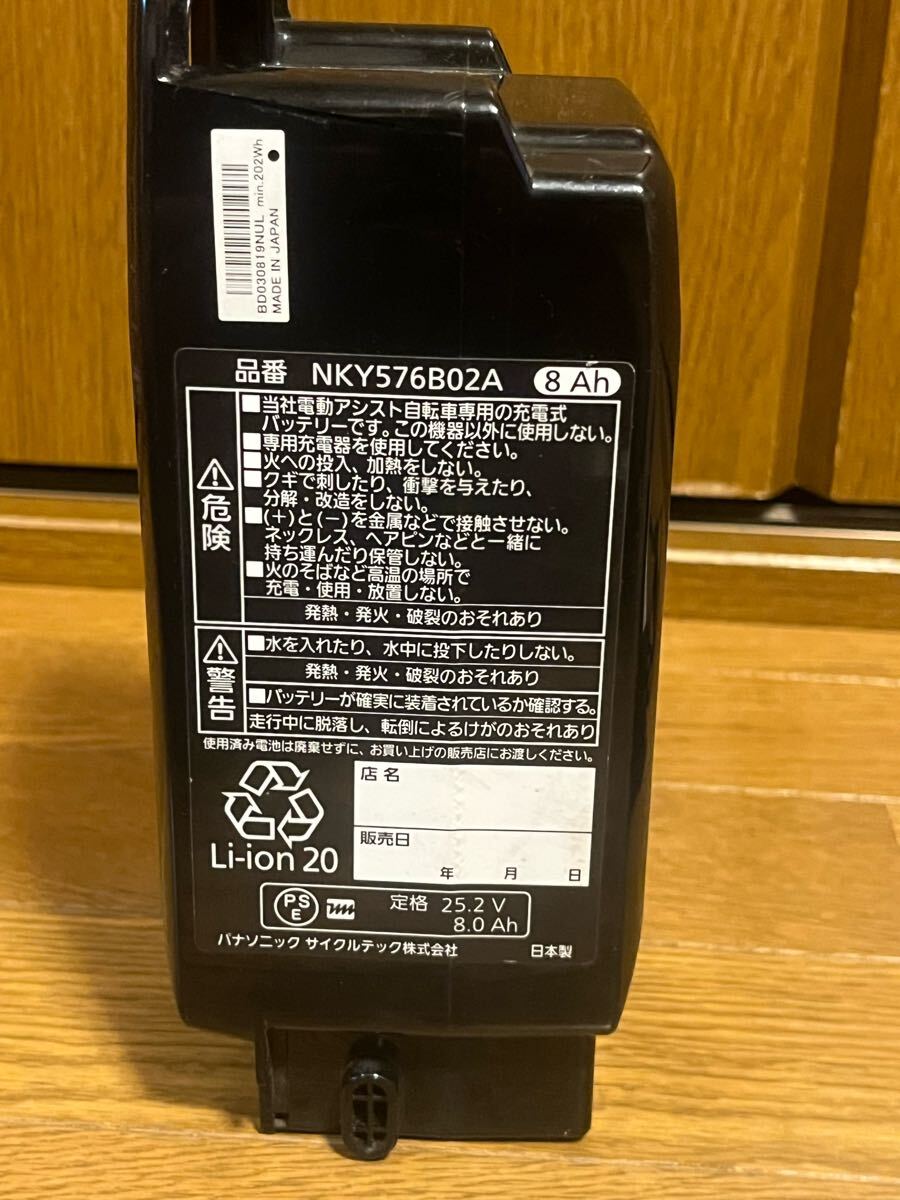 BD030819NUL min.202Wh
MADE IN JAPAN
品番 NKY576B02A 8 Ah
危険
■当社電動アシスト自転車専用の充電式
バッテリーです。この機器以外に使用しない。
■専用充電器を使用してください。
■火への投入、加熱をしない。
■クギで刺したり、衝撃を与えたり、
分解・改造をしない。
■(+)と(−)を金属などで接触させない。
ネックレス、ヘアピンなどと一緒に
持ち運んだり保管しない。
■火のそばなど高温の場所で
充電・使用・放置しない。
発熱・発火・破裂のおそれあり
警告
■水を入れたり、水中に投下したりしない。
発熱・発火・破裂のおそれあり
■バッテリーが確実に装着されているか確認する。
走行中に脱落し、転倒によるけがのおそれあり
使用済み電池は廃棄せずに、お買い上げの販売店にお渡しください。
Li-ion 20
店名
販売日
年 月 日
PS
E
定格 25.2 V
8.0 Ah
パナソニック サイクルテック株式会社 日本製